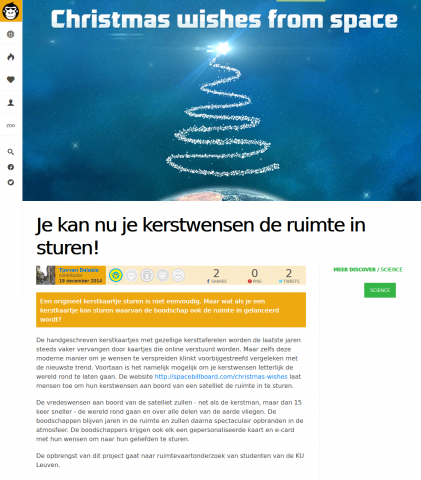 Christmas wishes from space
ZOO
Je kan nu je kerstwensen de ruimte in
sturen!
Tjorven Delabie
contributor
19 december 2014
2
SHARES
0
PINS
2
TWEETS
MEER DISCOVER / SCIENCE
SCIENCE
Een origineel kerstkaartje sturen is niet eenvoudig. Maar wat als je een
kerstkaartje kon sturen waarvan de boodschap ook de ruimte in gelanceerd
wordt?
De handgeschreven kerstkaartjes met gezellige kersttaferelen worden de laatste jaren
steeds vaker vervangen door kaartjes die online verstuurd worden. Maar zelfs deze
moderne manier om je wensen te verspreiden klinkt voorbijgestreefd vergeleken met
de nieuwste trend. Voortaan is het namelijk mogelijk om je kerstwensen letterlijk de
wereld rond te laten gaan. De website http://spacebillboard.com/christmas-wishes laat
mensen toe om hun kerstwensen aan boord van een satelliet de ruimte in te sturen.
De vredeswensen aan boord van de satelliet zullen - net als de kerstman, maar dan 15
keer sneller - de wereld rond gaan en over alle delen van de aarde vliegen. De
boodschappen blijven jaren in de ruimte en zullen daarna spectaculair opbranden in de
atmosfeer. De boodschappers krijgen ook elk een gepersonaliseerde kaart en e-card
met hun wensen om naar hun geliefden te sturen.
De opbrengst van dit project gaat naar ruimtevaartonderzoek van studenten van de KU
Leuven.